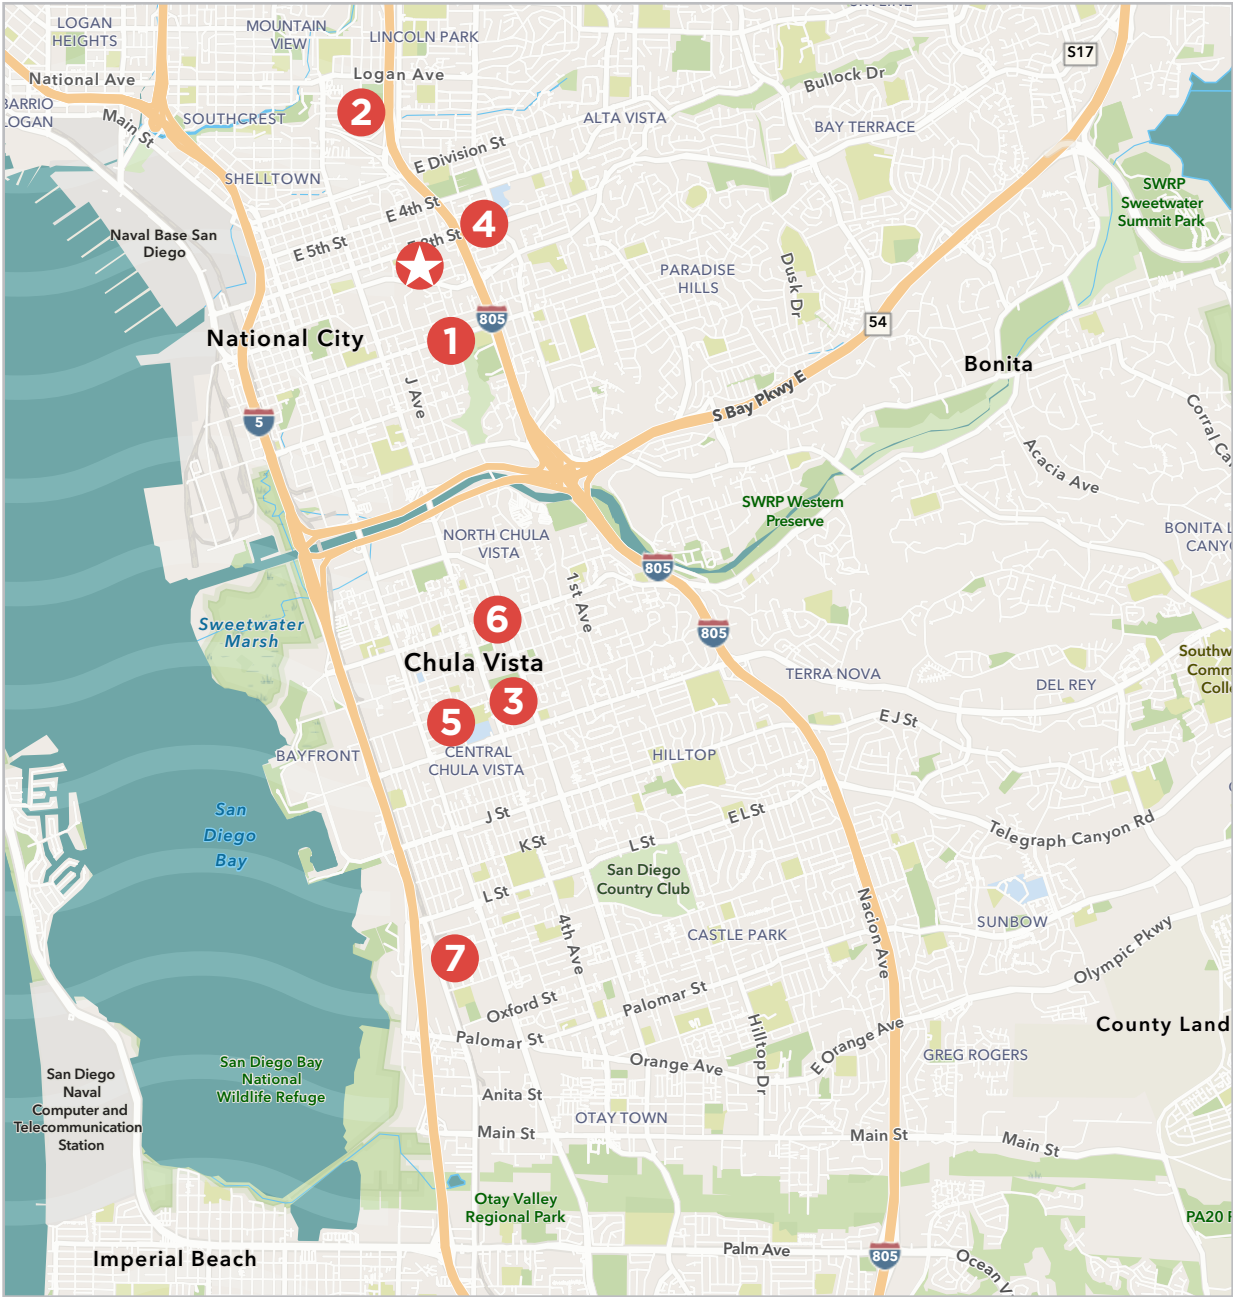 LOGAN
HEIGHTS
MOUNTAIN
VIEW
LINCOLN PARK
S17
National Ave
Logan Ave
Bullock Dr
BARRIO
LOGAN
Main St
SOUTHCREST
2
ALTA VISTA
BAY TERRACE
E Division St
SHELLTOWN
SWRP
Sweetwater
Summit Park
E 4th St
4
Naval Base San
Diego
E 5th St
E 8th St
PARADISE
HILLS
Dusk Dr
805
54
National City
1
Bonita
J Ave
S Bay Pkwy E
5
Corral Ca
Acacia Ave
SWRP Western
Preserve
NORTH CHULA
VISTA
BONITA L
CANY
805
1st Ave
Sweetwater
Marsh
6
805
Chula Vista
Southw
Comm
Coll
TERRA NOVA
DEL REY
3
5
E J St
BAYFRONT
CENTRAL
CHULA VISTA
HILLTOP
San
Diego
Bay
J St
E L St
K St
L St
Telegraph Canyon Rd
San Diego
Country Club
L St
Nacion Ave
SUNBOW
4th Ave
CASTLE PARK
7
Olympic Pkwy
Oxford St
Palomar St
County Land
Palomar St
Hilltop Dr
E Orange Ave
GREG ROGERS
Orange Ave
San Diego Bay
National
Wildlife Refuge
San Diego
Naval
Computer and
Telecommunication
Station
Anita St
OTAY TOWN
Main St
Main St
Main St
Otay Valley
Regional Park
PA20 F
Imperial Beach
Palm Ave
805
Ocean V